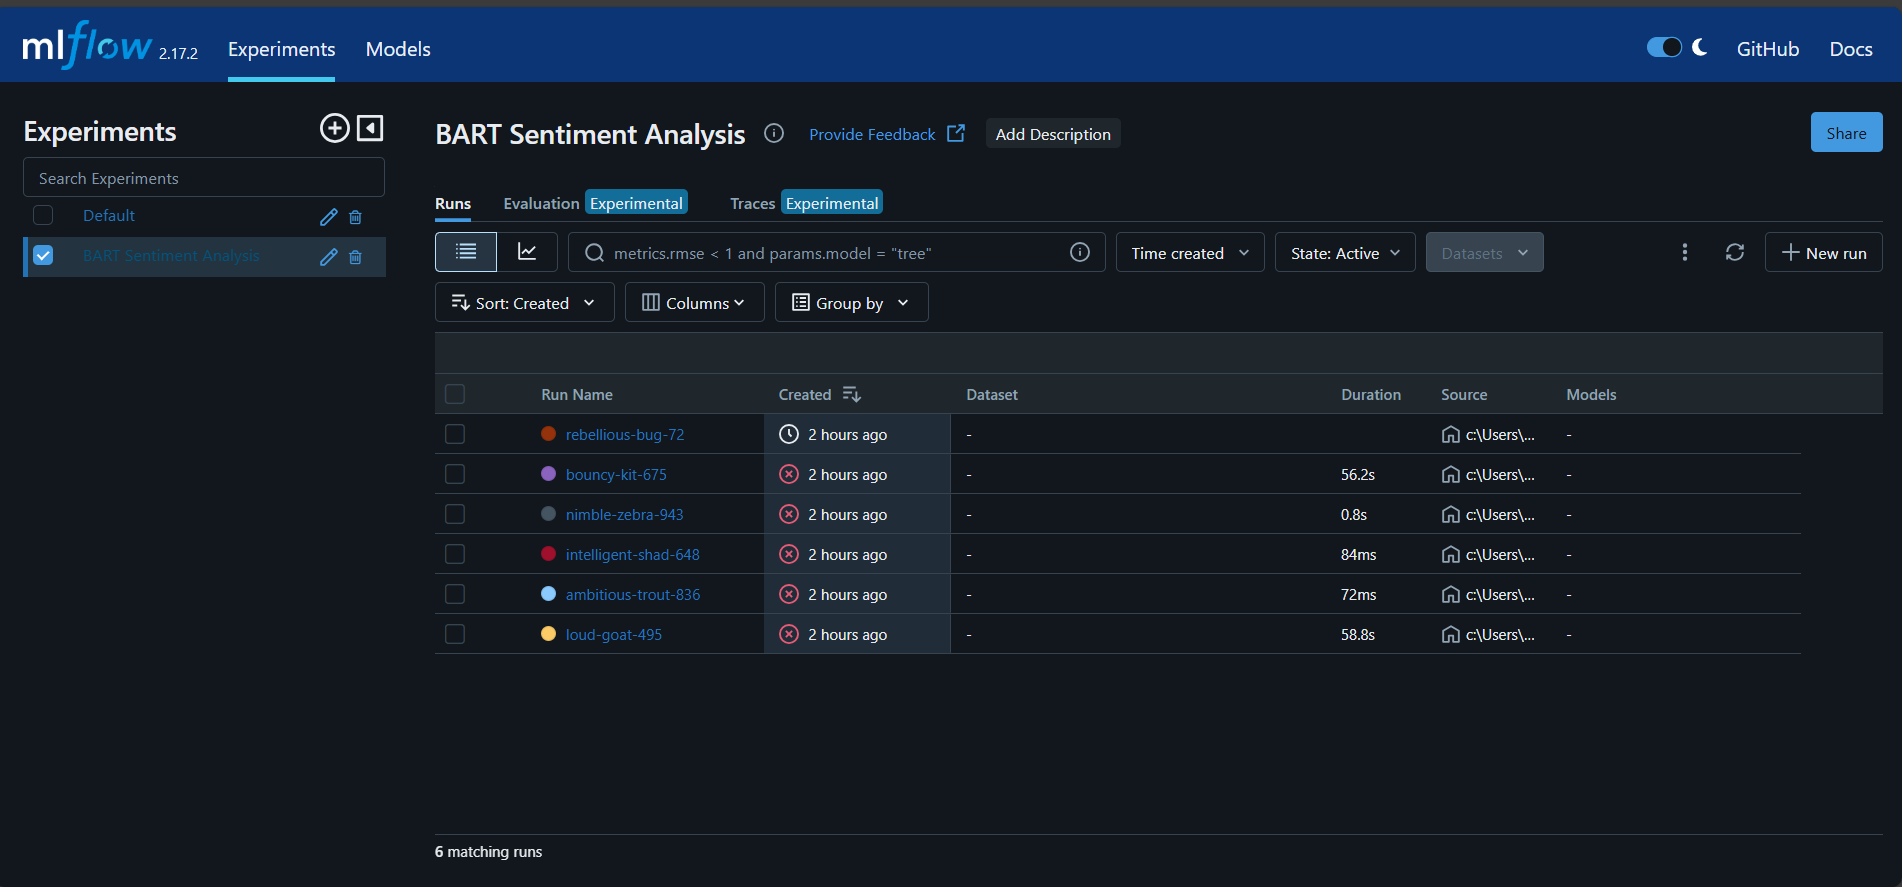 mlflow 2.17.2 Experiments Models GitHub Docs
Experiments
Search Experiments
Default
BART Sentiment Analysis
BART Sentiment Analysis Provide Feedback Add Description Share
Runs Evaluation Experimental Traces Experimental
metrics.rmse < 1 and params.model = "tree" Time created State: Active Datasets New run
Sort: Created Columns Group by
Run Name Created Dataset Duration Source Models
rebellious-bug-72 2 hours ago - c:\Users\... -
bouncy-kit-675 2 hours ago - 56.2s c:\Users\... -
nimble-zebra-943 2 hours ago - 0.8s c:\Users\... -
intelligent-shad-648 2 hours ago - 84ms c:\Users\... -
ambitious-trout-836 2 hours ago - 72ms c:\Users\... -
loud-goat-495 2 hours ago - 58.8s c:\Users\... -
6 matching runs